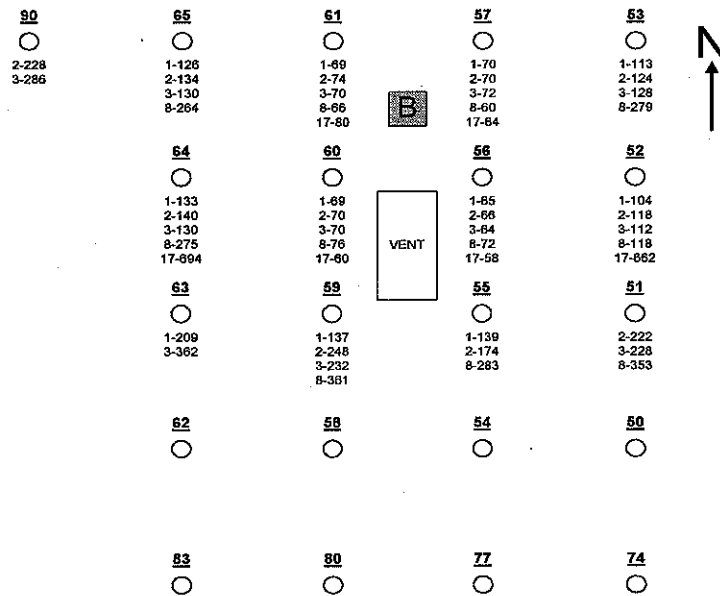 90 65 61 57 53
N
2-228 1-126 1-69 1-70 1-113
3-286 2-134 2-74 2-70 2-124
3-130 3-70 3-72 3-128
8-264 8-66 8-60 8-279
17-80 17-64
B
64 60 56 52
1-133 1-69 1-65 1-104
2-140 2-70 2-66 2-118
3-130 3-70 3-64 3-112
8-275 8-76 8-72 8-118
17-694 17-60 17-58 17-662
VENT
63 59 55 51
1-209 1-137 1-139 2-222
3-362 2-248 2-174 3-228
3-232 8-283 8-353
8-361
62 58 54 50
83 80 77 74